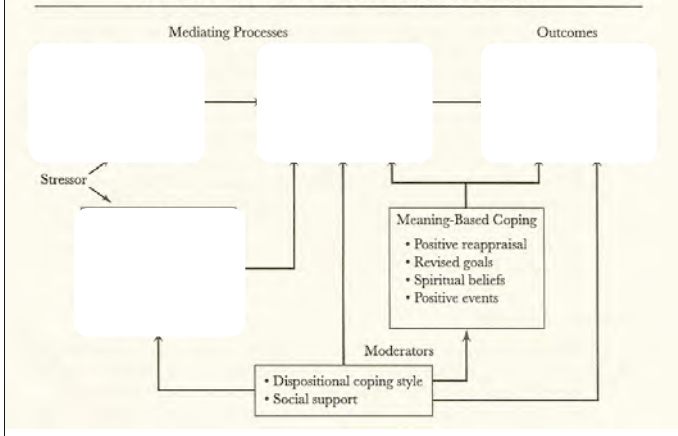 Mediating Processes
Outcomes
Stressor
Meaning-Based Coping
• Positive reappraisal
• Revised goals
• Spiritual beliefs
• Positive events
Moderators
• Dispositional coping style
• Social support